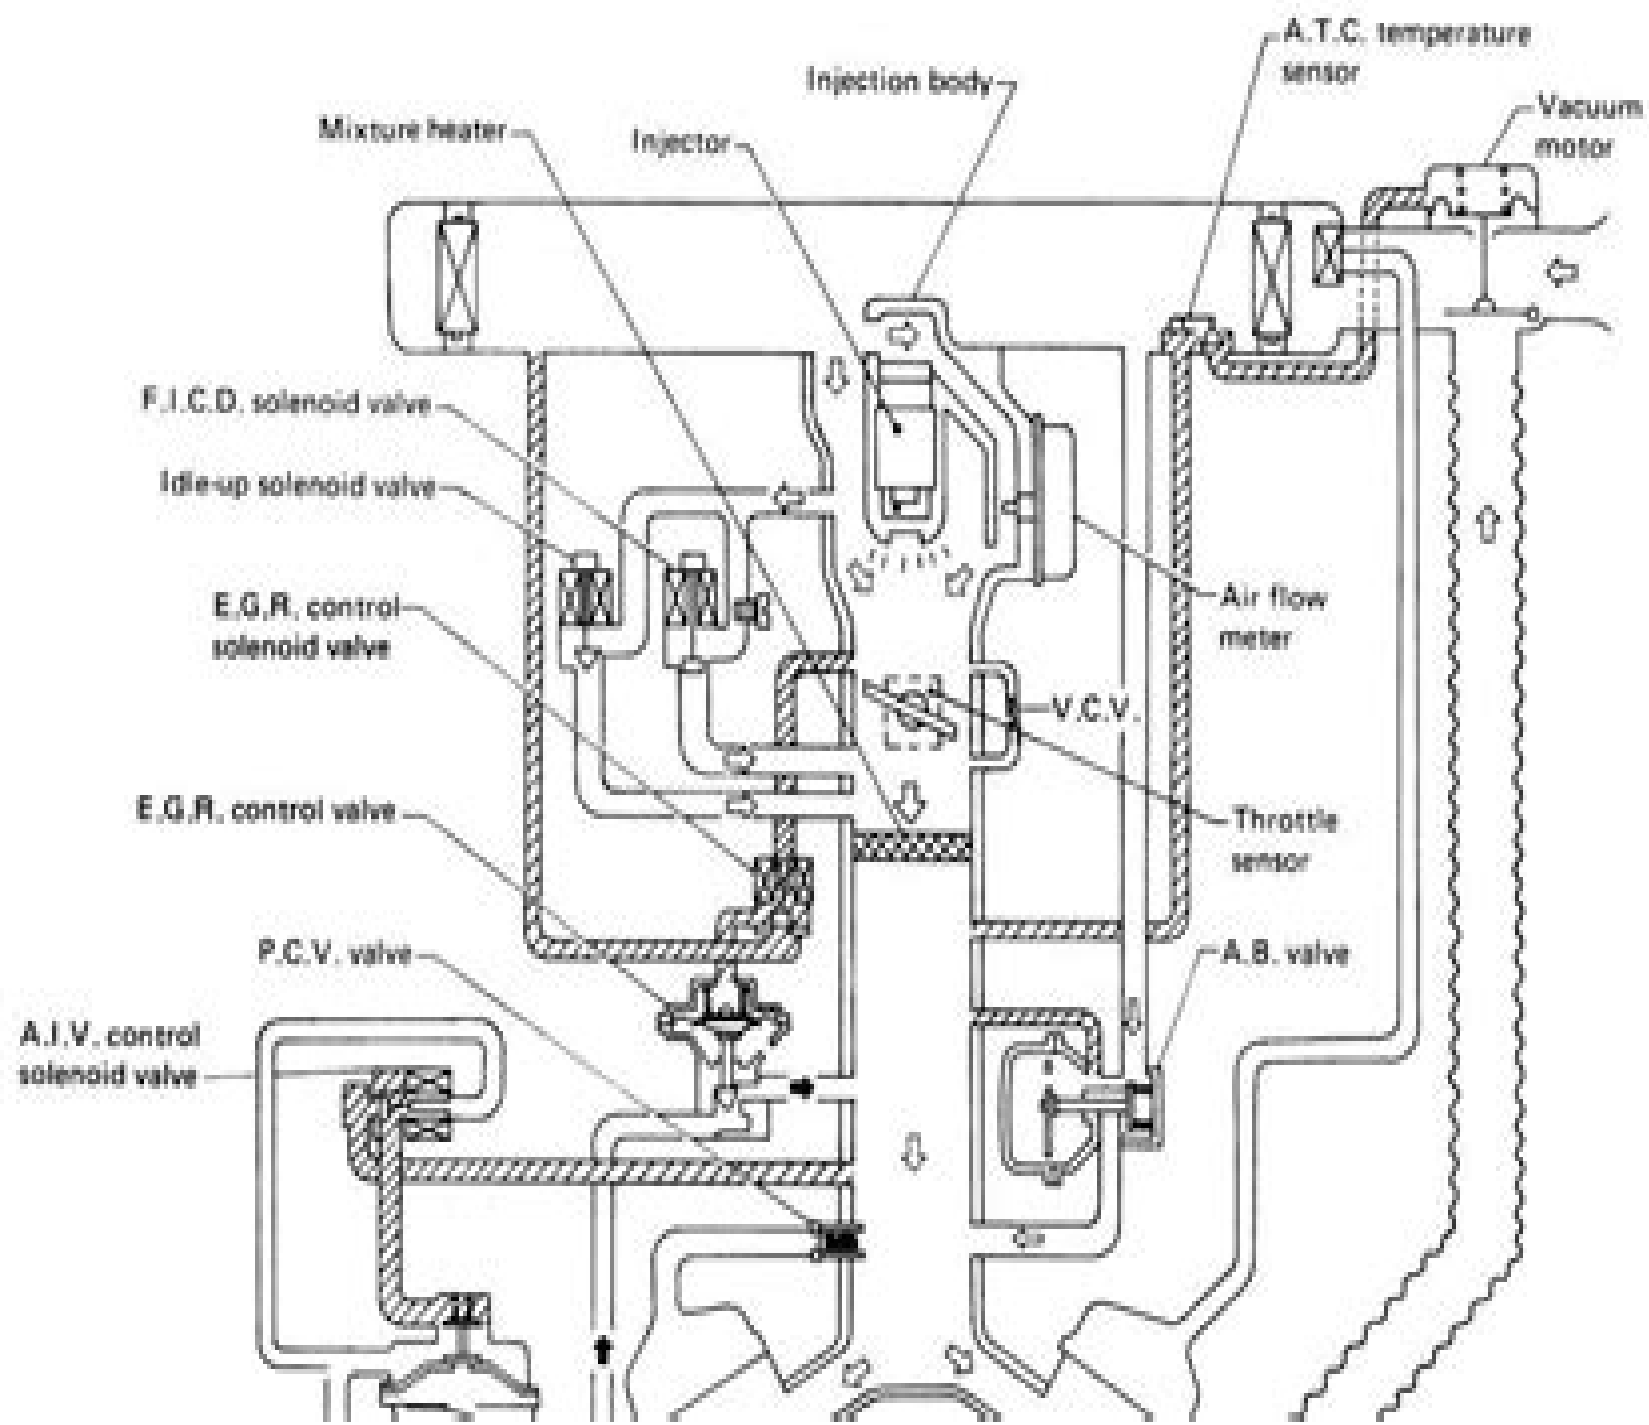 A.T.C. temperature
sensor
Injection body
Vacuum
motor
Mixture heater
Injector
F.I.C.D. solenoid valve
Idle-up solenoid valve
E.G.R. control
solenoid valve
Air flow
meter
V.C.V.
E.G.R. control valve
Throttle
sensor
P.C.V. valve
A.B. valve
A.I.V. control
solenoid valve